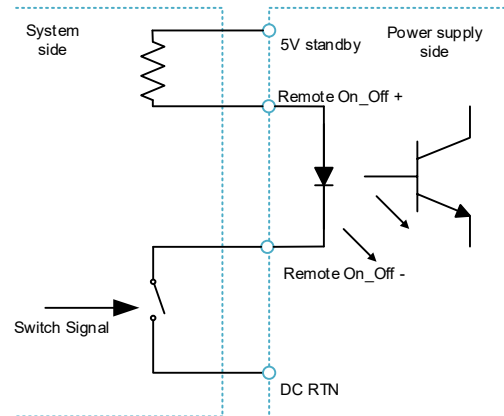 System
side
5V standby
Power supply
side
Remote On_Off +
Remote On_Off -
Switch Signal
DC RTN